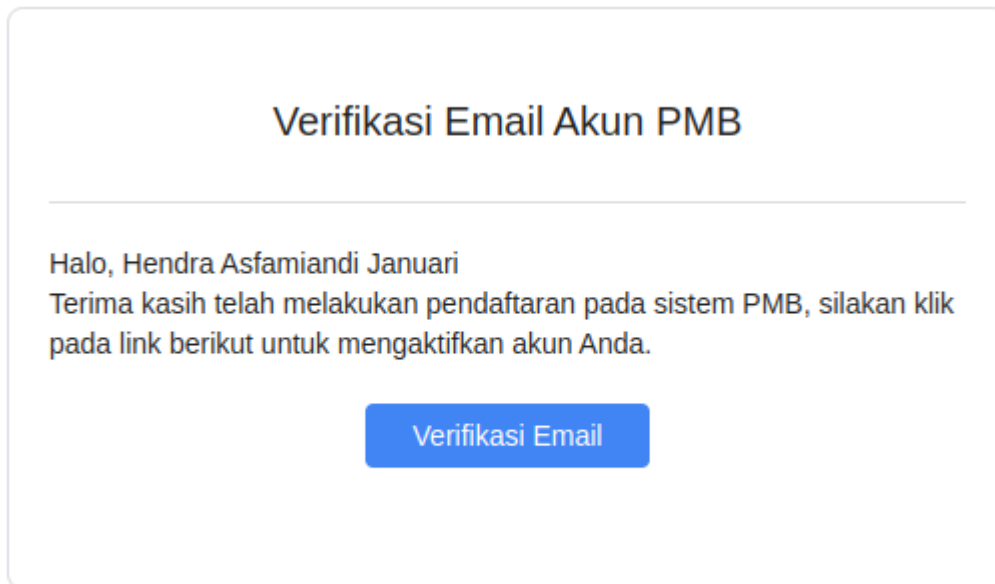 Verifikasi Email Akun PMB
Halo, Hendra Asfamiandi Januari
Terima kasih telah melakukan pendaftaran pada sistem PMB, silakan klik
pada link berikut untuk mengaktifkan akun Anda.
Verifikasi Email